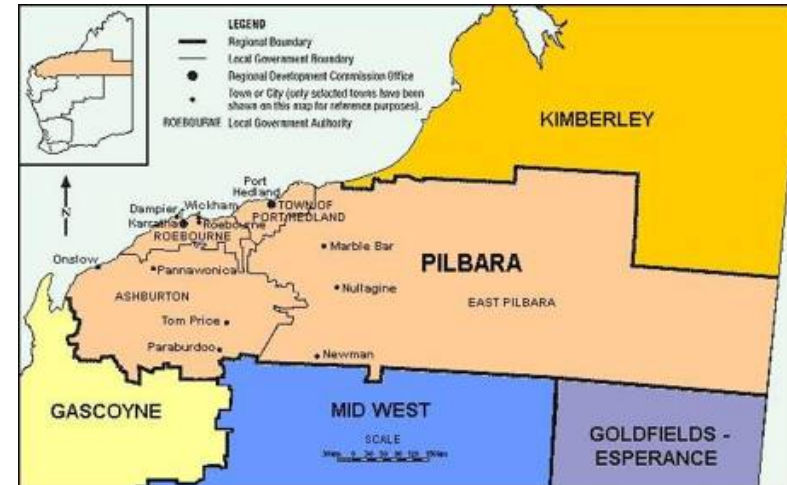 LEGEND
Regional Boundary
Local Government Boundary
Regional Development Commission Office
Town or City (only selected towns have been
shown on this map for reference purposes).
ROEBOURNE Local Government Authority
KIMBERLEY
N
Port
Hedland
TOWN OF
PORT HEDLAND
Dampier
Wickham
Karratha
Roebourne
ROEBOURNE
Marble Bar
PILBARA
Onslow
Pannawonica
Nullagine
ASHBURTON
EAST PILBARA
Tom Price
Paraburdoo
Newman
GASCOYNE
MID WEST
SCALE
GOLDFIELDS -
ESPERANCE